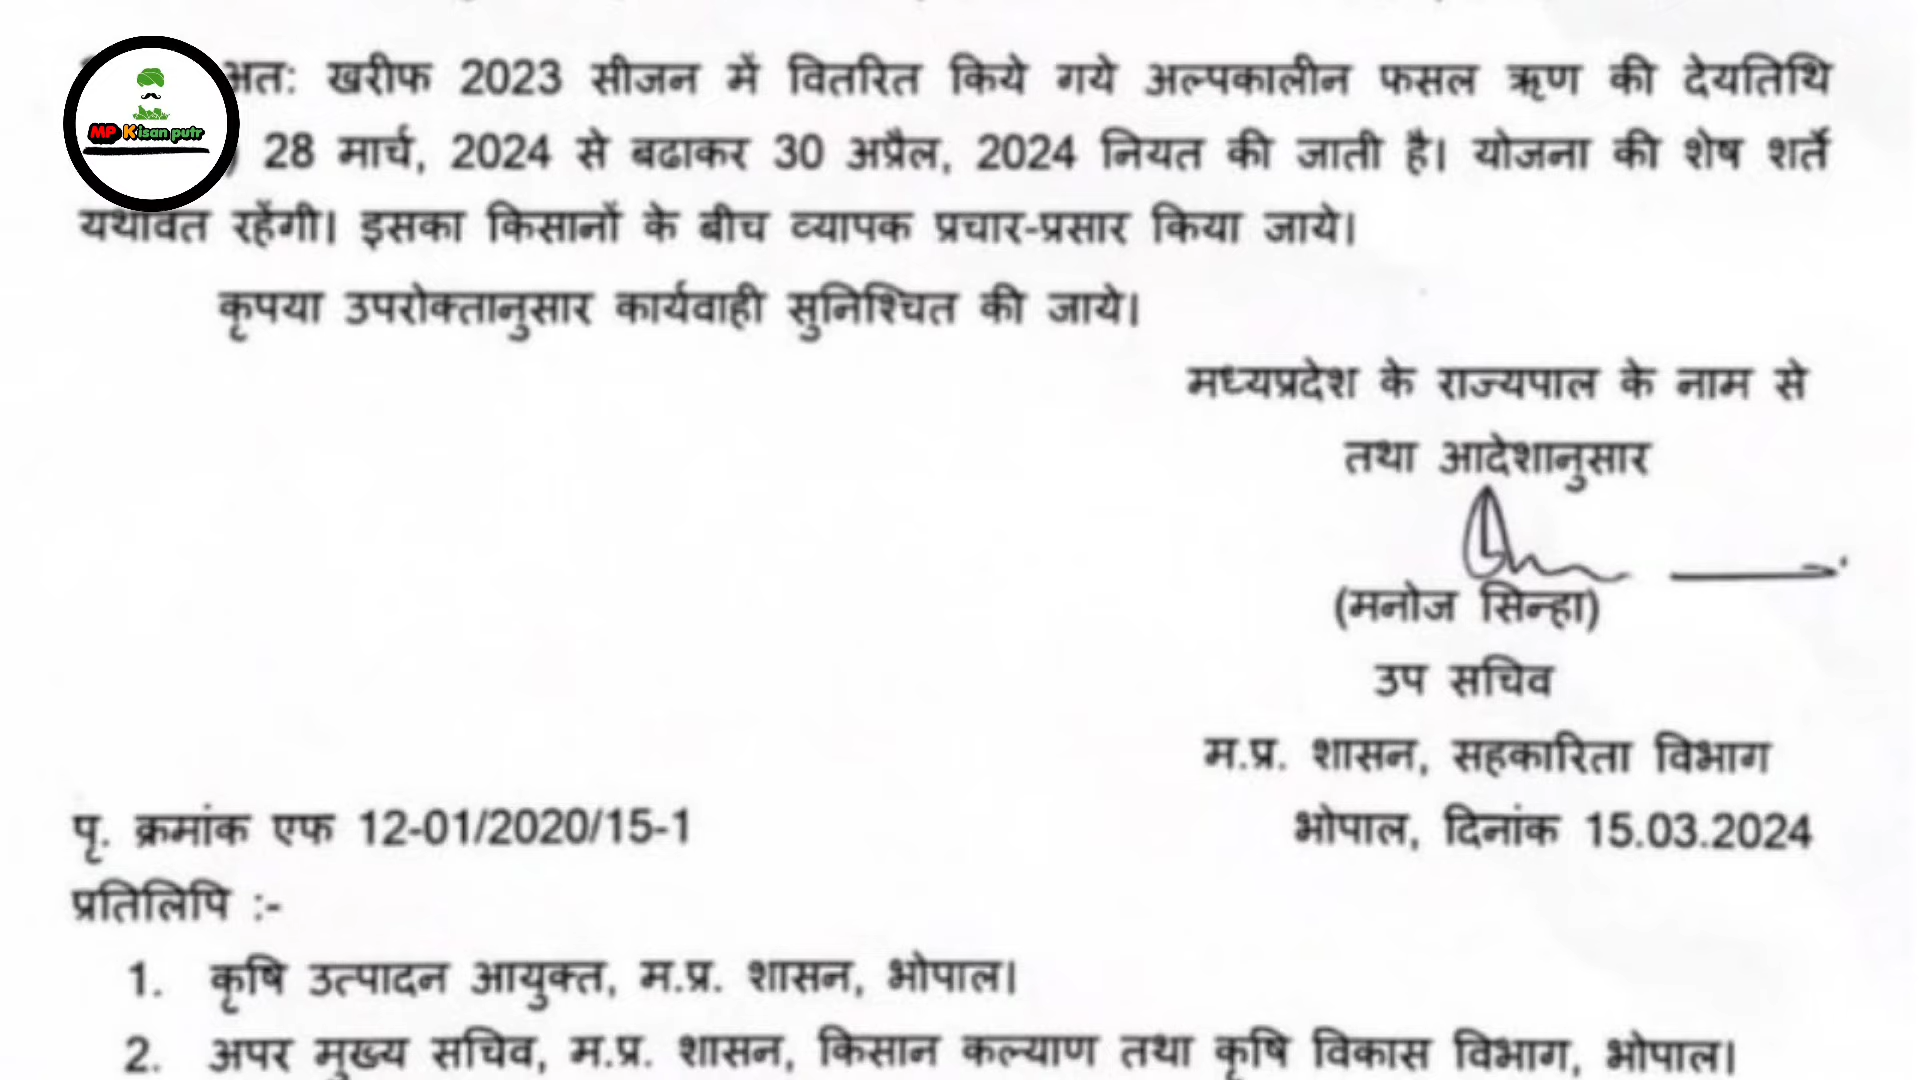 MP Kisan putr
अत: खरीफ 2023 सीजन में वितरित किये गये अल्पकालीन फसल ऋण की देयतिथि
28 मार्च, 2024 से बढाकर 30 अप्रैल, 2024 नियत की जाती है। योजना की शेष शर्ते
यथावत रहेंगी। इसका किसानों के बीच व्यापक प्रचार-प्रसार किया जाये।
कृपया उपरोक्तानुसार कार्यवाही सुनिश्चित की जाये।
मध्यप्रदेश के राज्यपाल के नाम से
तथा आदेशानुसार
(मनोज सिन्हा)
उप सचिव
म.प्र. शासन, सहकारिता विभाग
पृ. क्रमांक एफ 12-01/2020/15-1
भोपाल, दिनांक 15.03.2024
प्रतिलिपि :-
1. कृषि उत्पादन आयुक्त, म.प्र. शासन, भोपाल।
2. अपर मुख्य सचिव, म.प्र. शासन, किसान कल्याण तथा कृषि विकास विभाग, भोपाल।